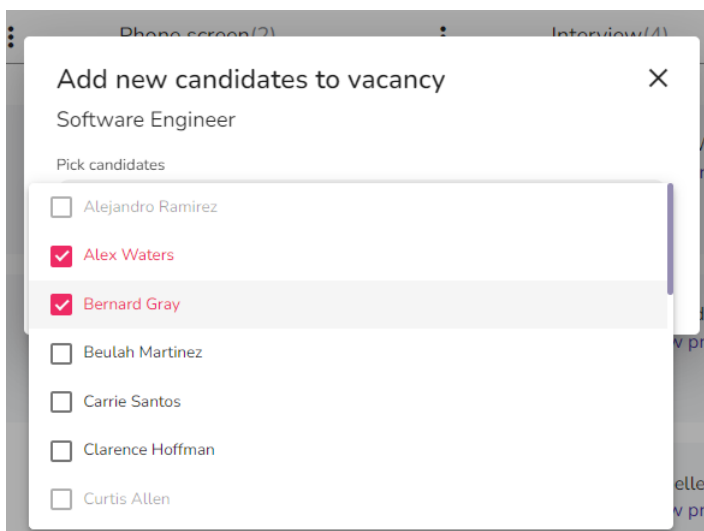 Phone screen(2)
Interview(4)
Add new candidates to vacancy
Software Engineer
Pick candidates
Alejandro Ramirez
Alex Waters
Bernard Gray
Beulah Martinez
Carrie Santos
Clarence Hoffman
Curtis Allen